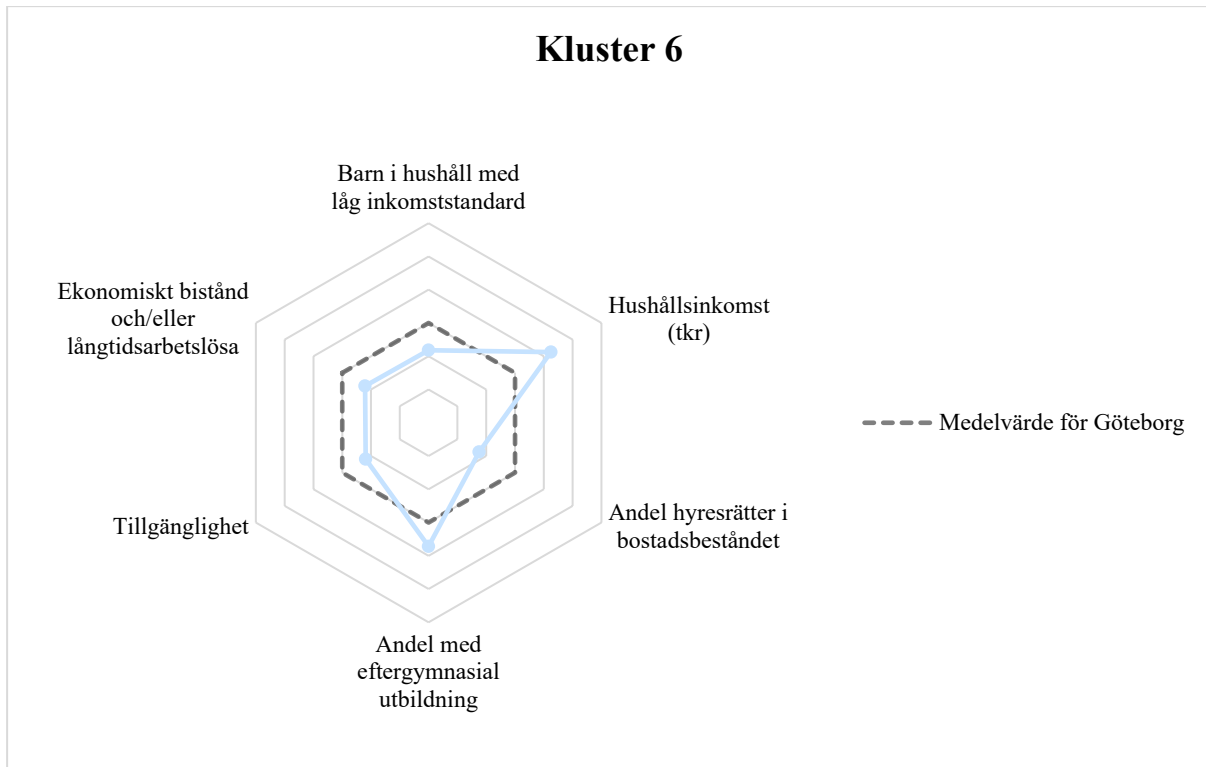 Kluster 6
Barn i hushåll med
låg inkomststandard
Hushållsinkomst
(tkr)
Andel hyresrätter i
bostadsbeståndet
Andel med
eftergymnasial
utbildning
Tillgänglighet
Ekonomiskt bistånd
och/eller
långtidsarbetslösa
Medelvärde för Göteborg